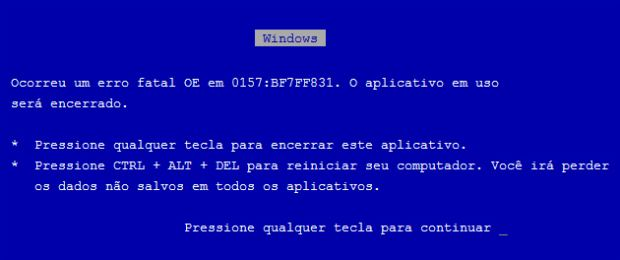 Windows
Ocorreu um erro fatal OE em 0157:BF7FF831. O aplicativo em uso
será encerrado.
* Pressione qualquer tecla para encerrar este aplicativo.
* Pressione CTRL + ALT + DEL para reiniciar seu computador. Você irá perder
os dados não salvos em todos os aplicativos.
Pressione qualquer tecla para continuar _